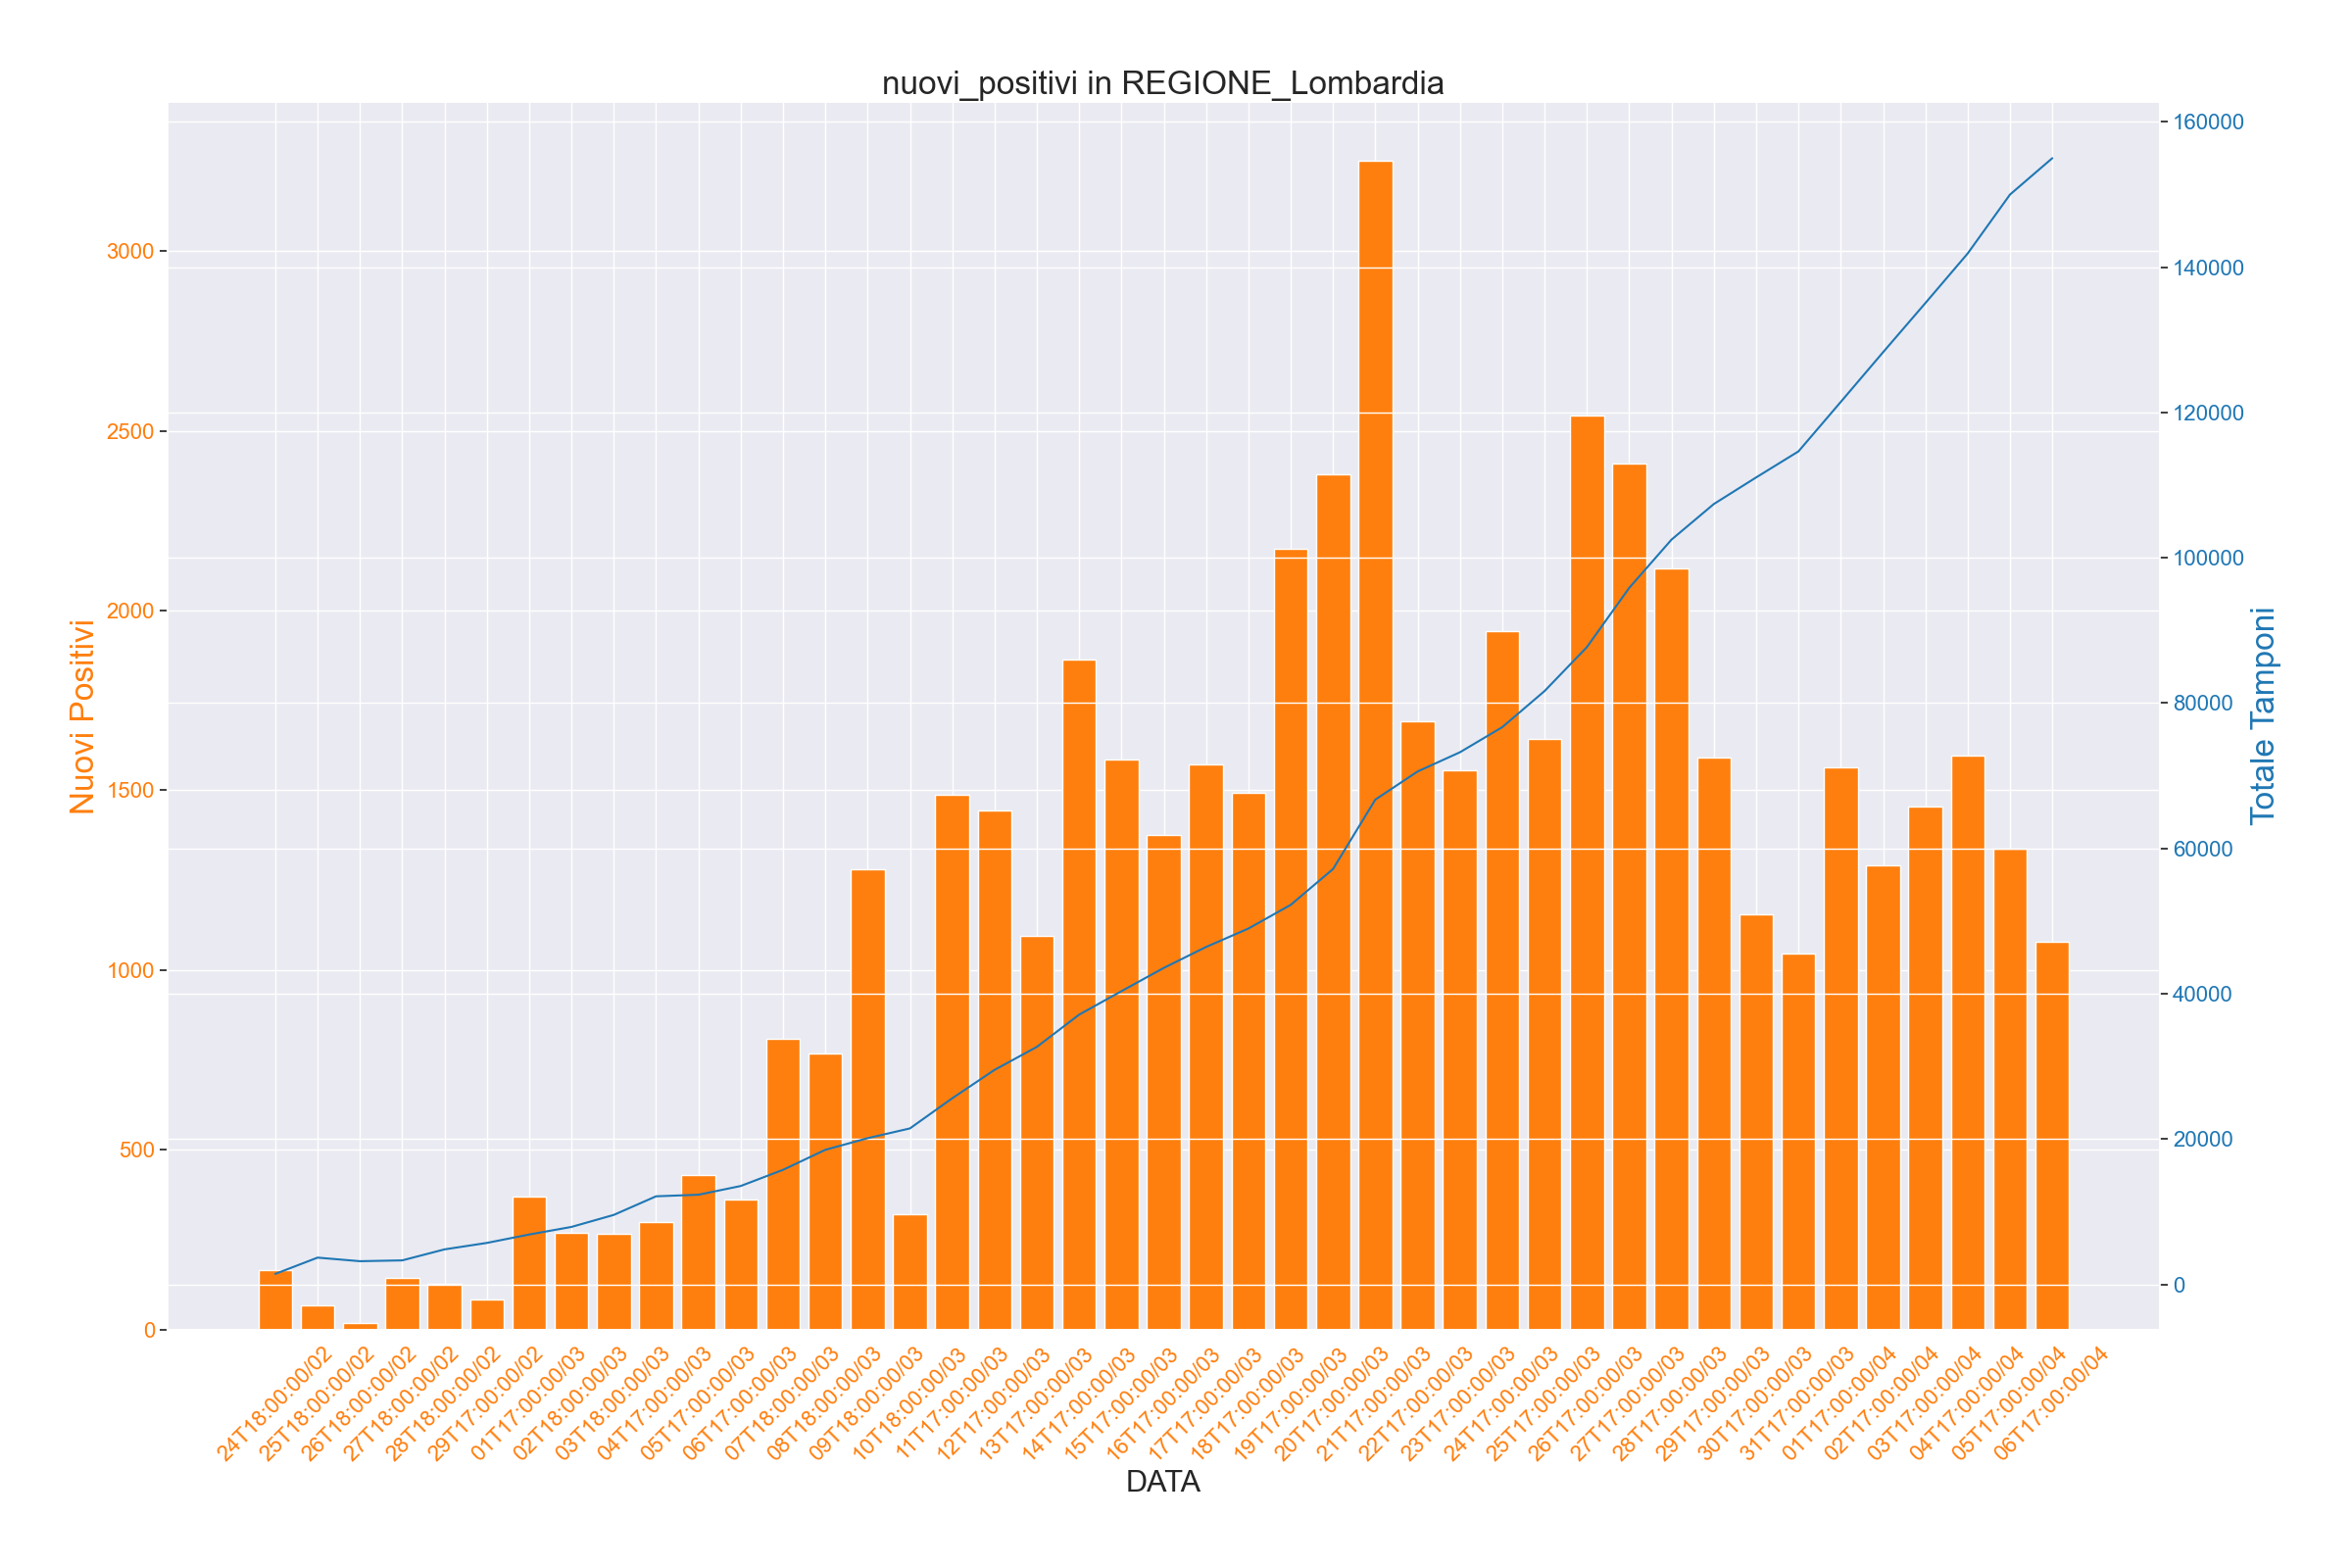 nuovi_positivi in REGIONE_Lombardia
3000
2500
2000
1500
1000
500
0
Nuovi Positivi
160000
140000
120000
100000
80000
60000
40000
20000
0
Totale Tamponi
24T18:00:00/02
25T18:00:00/02
26T18:00:00/02
27T18:00:00/02
28T18:00:00/02
29T17:00:00/02
01T17:00:00/03
02T18:00:00/03
03T18:00:00/03
04T17:00:00/03
05T17:00:00/03
06T17:00:00/03
07T18:00:00/03
08T18:00:00/03
09T18:00:00/03
10T18:00:00/03
11T17:00:00/03
12T17:00:00/03
13T17:00:00/03
14T17:00:00/03
15T17:00:00/03
16T17:00:00/03
17T17:00:00/03
18T17:00:00/03
19T17:00:00/03
20T17:00:00/03
21T17:00:00/03
22T17:00:00/03
23T17:00:00/03
24T17:00:00/03
25T17:00:00/03
26T17:00:00/03
27T17:00:00/03
28T17:00:00/03
29T17:00:00/03
30T17:00:00/03
31T17:00:00/03
01T17:00:00/04
02T17:00:00/04
03T17:00:00/04
04T17:00:00/04
05T17:00:00/04
06T17:00:00/04
DATA